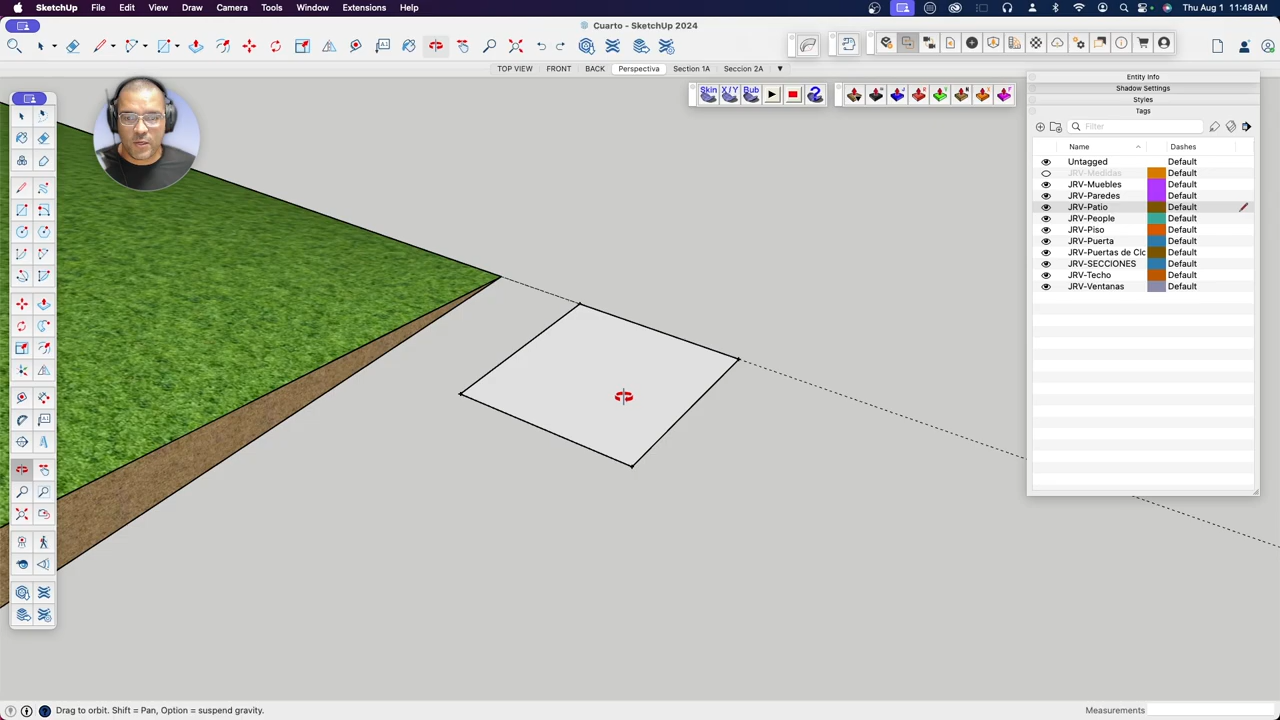 SketchUp File Edit View Draw Camera Tools Window Extensions Help Thu Aug 1 11:48 AM
Cuarto - SketchUp 2024
TOP VIEW FRONT BACK Perspectiva Section 1A Seccion 2A
Entity Info
Shadow Settings
Styles
Tags
Skin X/Y Bub
Filter
Name Dashes
Untagged Default
JRV-Medidas Default
JRV-Muebles Default
JRV-Paredes Default
JRV-Patio Default
JRV-People Default
JRV-Piso Default
JRV-Puerta Default
JRV-Puertas de Clo Default
JRV-SECCIONES Default
JRV-Techo Default
JRV-Ventanas Default
Drag to orbit. Shift = Pan, Option = suspend gravity. Measurements